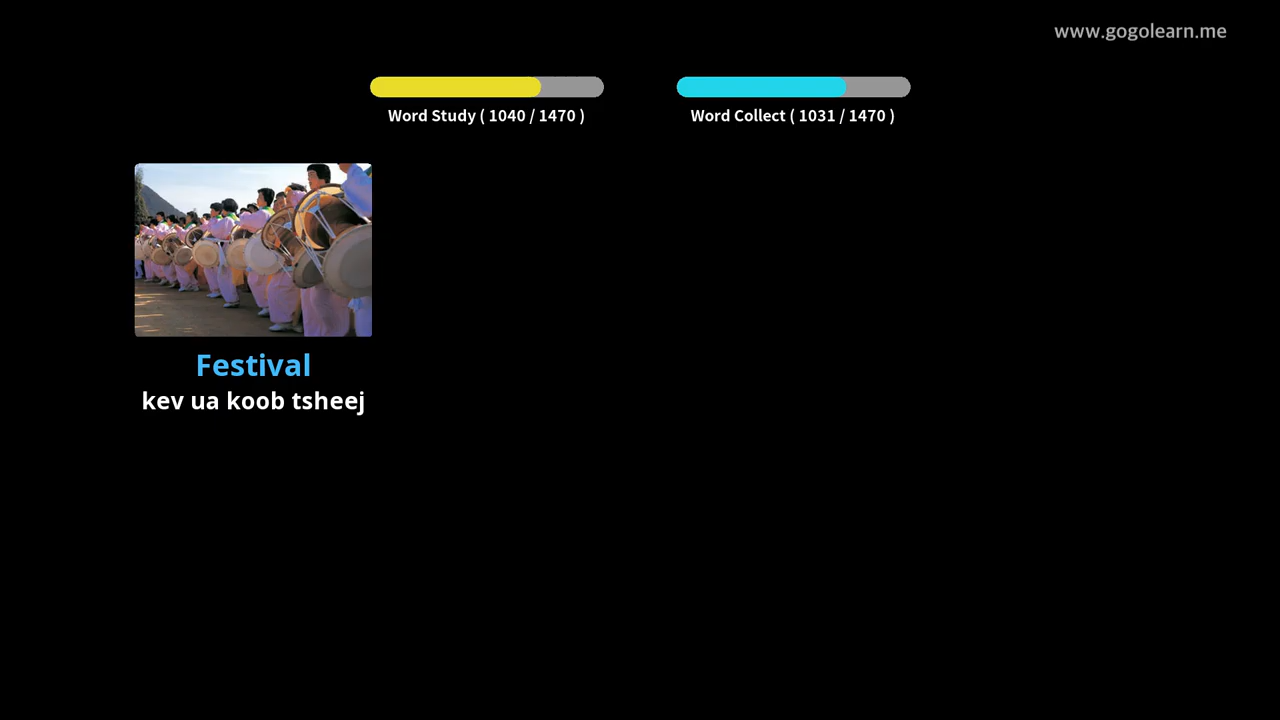 www.gogolearn.me
Word Study ( 1040 / 1470 )
Word Collect ( 1031 / 1470 )
Festival
kev ua koob tsheej